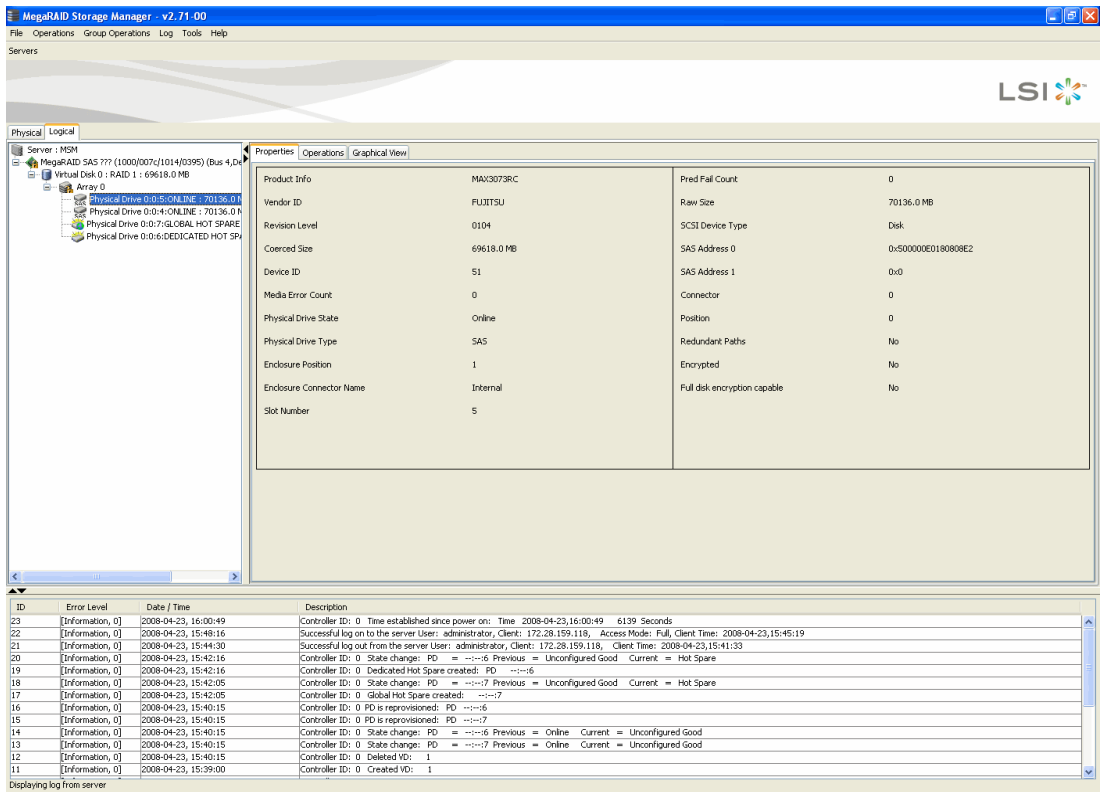 MegaRAID Storage Manager - v2.71-00
File Operations Group Operations Log Tools Help
Servers
LSI
Physical Logical
Server : MSM
MegaRAID SAS ??? (1000/007c/1014/0395) (Bus 4,De
Virtual Disk 0 : RAID 1 : 69618.0 MB
Array 0
Physical Drive 0:0:5:ONLINE : 70136.0 M
Physical Drive 0:0:4:ONLINE : 70136.0 M
Physical Drive 0:0:7:GLOBAL HOT SPARE
Physical Drive 0:0:6:DEDICATED HOT SPA
Properties Operations Graphical View
Product Info MAX3073RC Pred Fail Count 0
Vendor ID FUJITSU Raw Size 70136.0 MB
Revision Level 0104 SCSI Device Type Disk
Coerced Size 69618.0 MB SAS Address 0 0x500000E0180808E2
Device ID 51 SAS Address 1 0x0
Media Error Count 0 Connector 0
Physical Drive State Online Position 0
Physical Drive Type SAS Redundant Paths No
Enclosure Position 1 Encrypted No
Enclosure Connector Name Internal Full disk encryption capable No
Slot Number 5
ID Error Level Date / Time Description
23 [Information, 0] 2008-04-23, 16:00:49 Controller ID: 0 Time established since power on: Time 2008-04-23,16:00:49 6139 Seconds
22 [Information, 0] 2008-04-23, 15:48:16 Successful log on to the server User: administrator, Client: 172.28.159.118, Access Mode: Full, Client Time: 2008-04-23,15:45:19
21 [Information, 0] 2008-04-23, 15:44:30 Successful log out from the server User: administrator, Client: 172.28.159.118, Client Time: 2008-04-23,15:41:33
20 [Information, 0] 2008-04-23, 15:42:16 Controller ID: 0 State change: PD = --:--:6 Previous = Unconfigured Good Current = Hot Spare
19 [Information, 0] 2008-04-23, 15:42:16 Controller ID: 0 Dedicated Hot Spare created: PD --:--:6
18 [Information, 0] 2008-04-23, 15:42:05 Controller ID: 0 State change: PD = --:--:7 Previous = Unconfigured Good Current = Hot Spare
17 [Information, 0] 2008-04-23, 15:42:05 Controller ID: 0 Global Hot Spare created: --:--:7
16 [Information, 0] 2008-04-23, 15:40:15 Controller ID: 0 PD is reprovisioned: PD --:--:6
15 [Information, 0] 2008-04-23, 15:40:15 Controller ID: 0 PD is reprovisioned: PD --:--:7
14 [Information, 0] 2008-04-23, 15:40:15 Controller ID: 0 State change: PD = --:--:6 Previous = Online Current = Unconfigured Good
13 [Information, 0] 2008-04-23, 15:40:15 Controller ID: 0 State change: PD = --:--:7 Previous = Online Current = Unconfigured Good
12 [Information, 0] 2008-04-23, 15:40:15 Controller ID: 0 Deleted VD: 1
11 [Information, 0] 2008-04-23, 15:39:00 Controller ID: 0 Created VD: 1
Displaying log from server